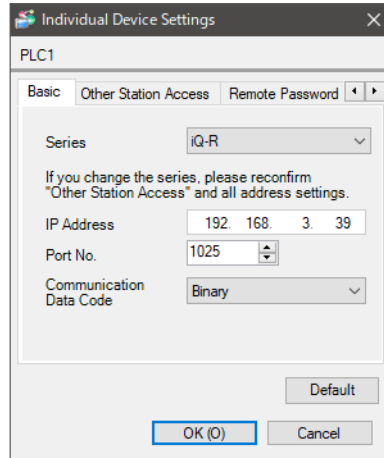 Individual Device Settings
PLC1
Basic Other Station Access Remote Password
Series iQ-R
If you change the series, please reconfirm
"Other Station Access" and all address settings.
IP Address 192. 168. 3. 39
Port No. 1025
Communication
Data Code Binary
Default
OK (O) Cancel